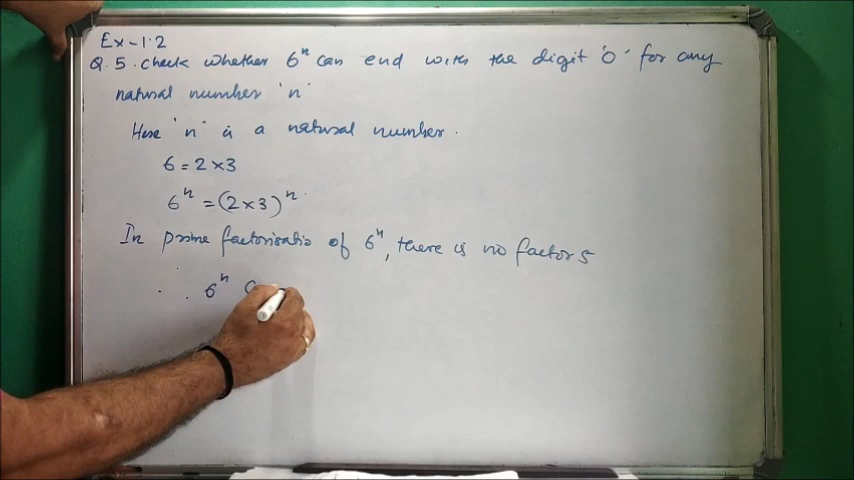 Ex-1.2
Q.5. Check whether 6ⁿ can end with the digit '0' for any
natural number 'n'
Here 'n' is a natural number.
6 = 2×3
6ⁿ = (2×3)ⁿ
In prime factorisatio of 6ⁿ, there is no factor 5
∴ 6ⁿ